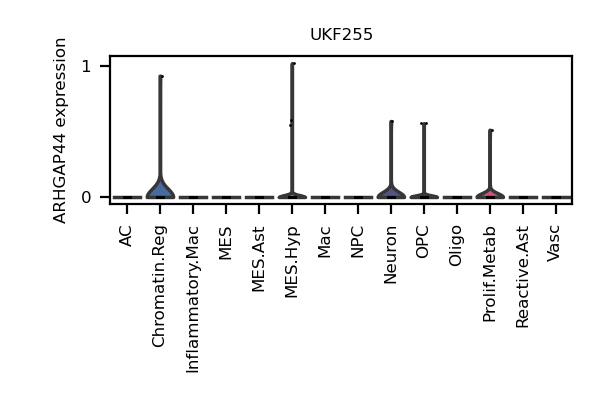 UKF255
ARHGAP44 expression
1
0
AC
Chromatin.Reg
Inflammatory.Mac
MES
MES.Ast
MES.Hyp
Mac
NPC
Neuron
OPC
Oligo
Prolif.Metab
Reactive.Ast
Vasc